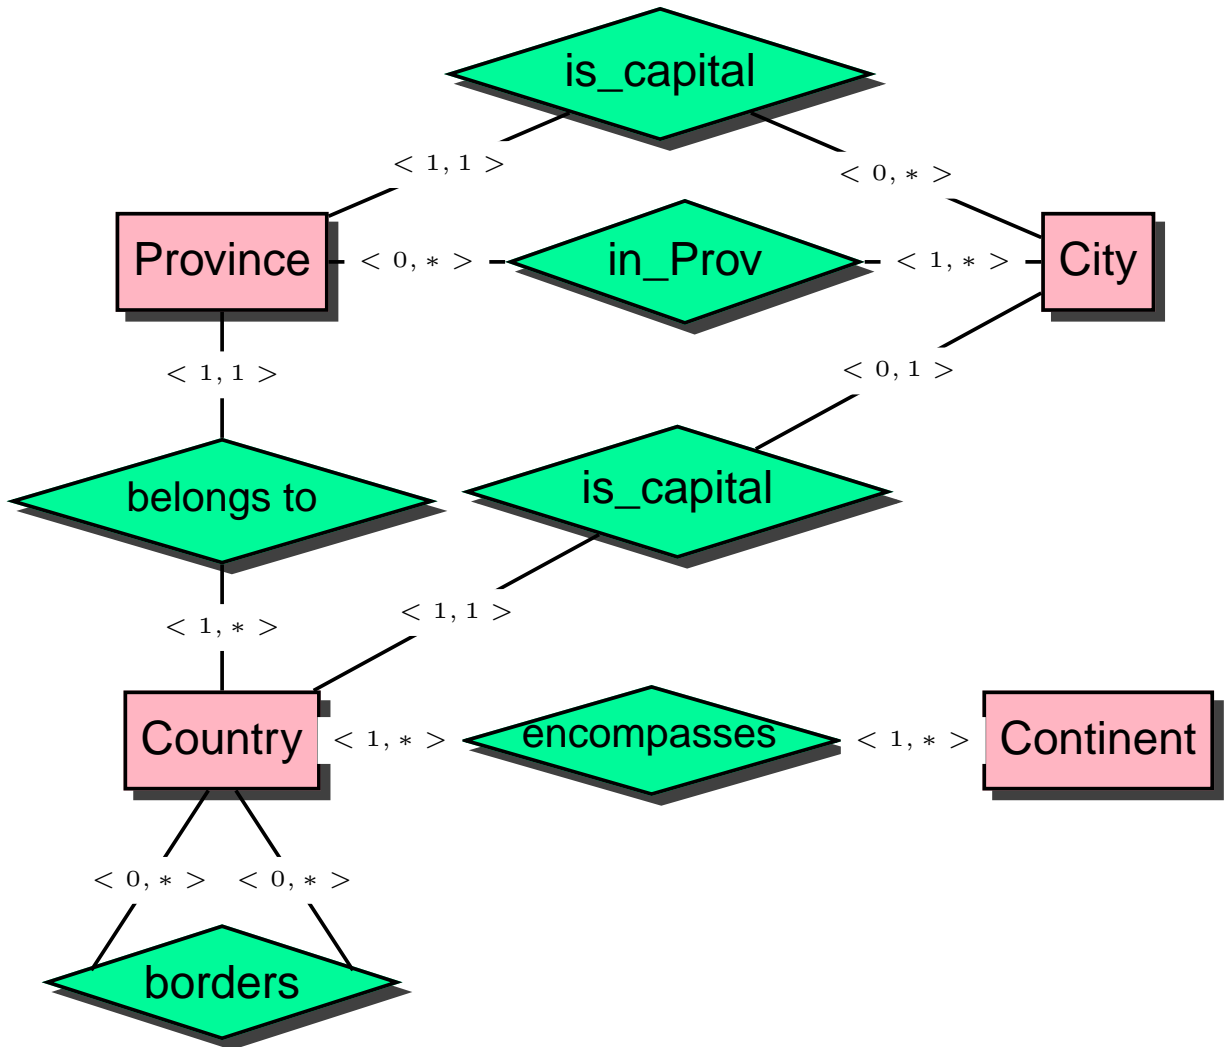 is_capital
< 1, 1 >
< 0, ∗ >
Province
< 0, ∗ >
in_Prov
< 1, ∗ >
City
< 1, 1 >
< 0, 1 >
belongs to
is_capital
< 1, ∗ >
< 1, 1 >
Country
< 1, ∗ >
encompasses
< 1, ∗ >
Continent
< 0, ∗ >
< 0, ∗ >
borders